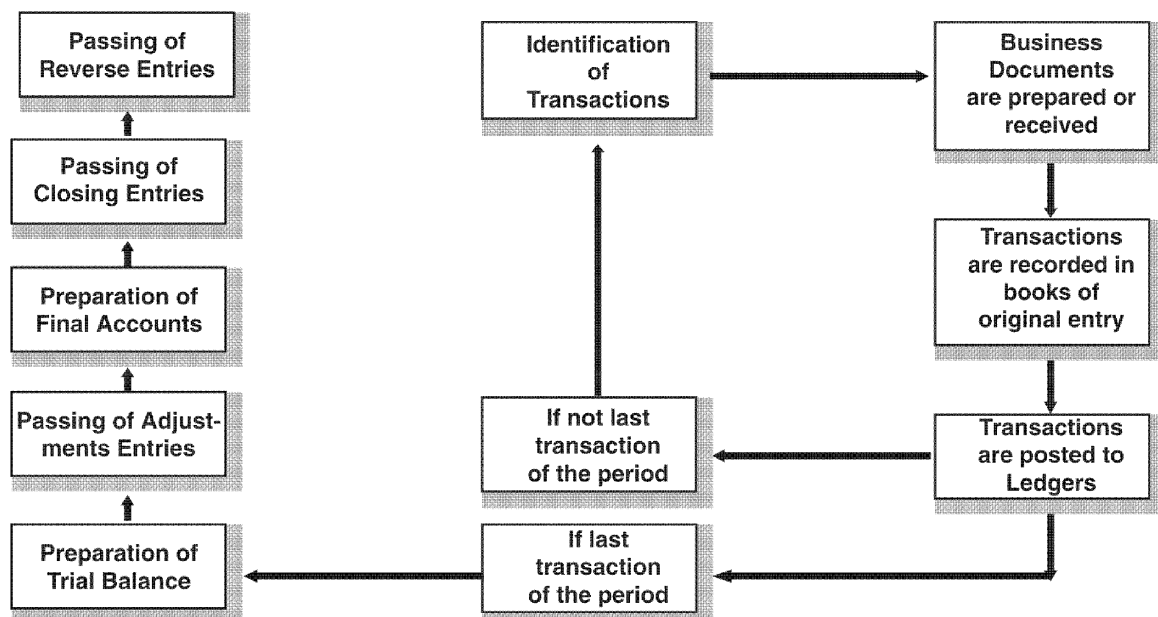 Passing of
Reverse Entries
Passing of
Closing Entries
Preparation of
Final Accounts
Passing of Adjust-
ments Entries
Preparation of
Trial Balance
Identification
of
Transactions
If not last
transaction
of the period
If last
transaction
of the period
Business
Documents
are prepared or
received
Transactions
are recorded in
books of
original entry
Transactions
are posted to
Ledgers